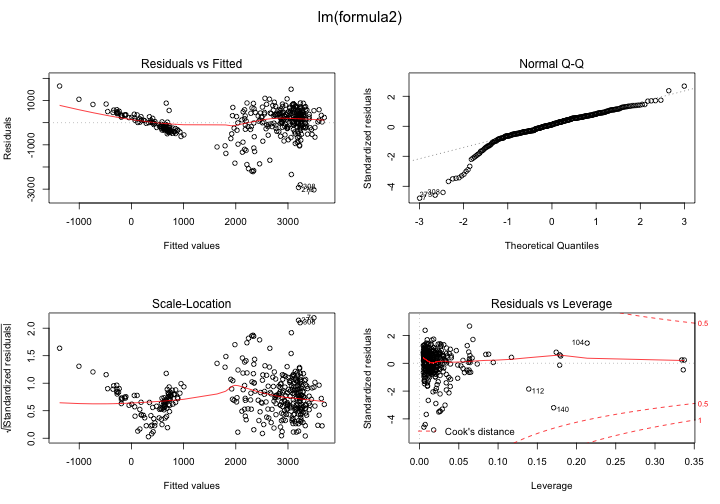 lm(formula2)
Residuals vs Fitted
Residuals
-3000
-1000
1000
308
-1000 0 1000 2000 3000
Fitted values
Normal Q-Q
Standardized residuals
-4
-2
0
2
308
-3 -2 -1 0 1 2 3
Theoretical Quantiles
Scale-Location
√|Standardized residuals|
0.0
0.5
1.0
1.5
2.0
-1000 0 1000 2000 3000
Fitted values
Residuals vs Leverage
Standardized residuals
-4
-2
0
2
0.5
104
112
140
0.5
1
Cook's distance
0.00 0.05 0.10 0.15 0.20 0.25 0.30 0.35
Leverage